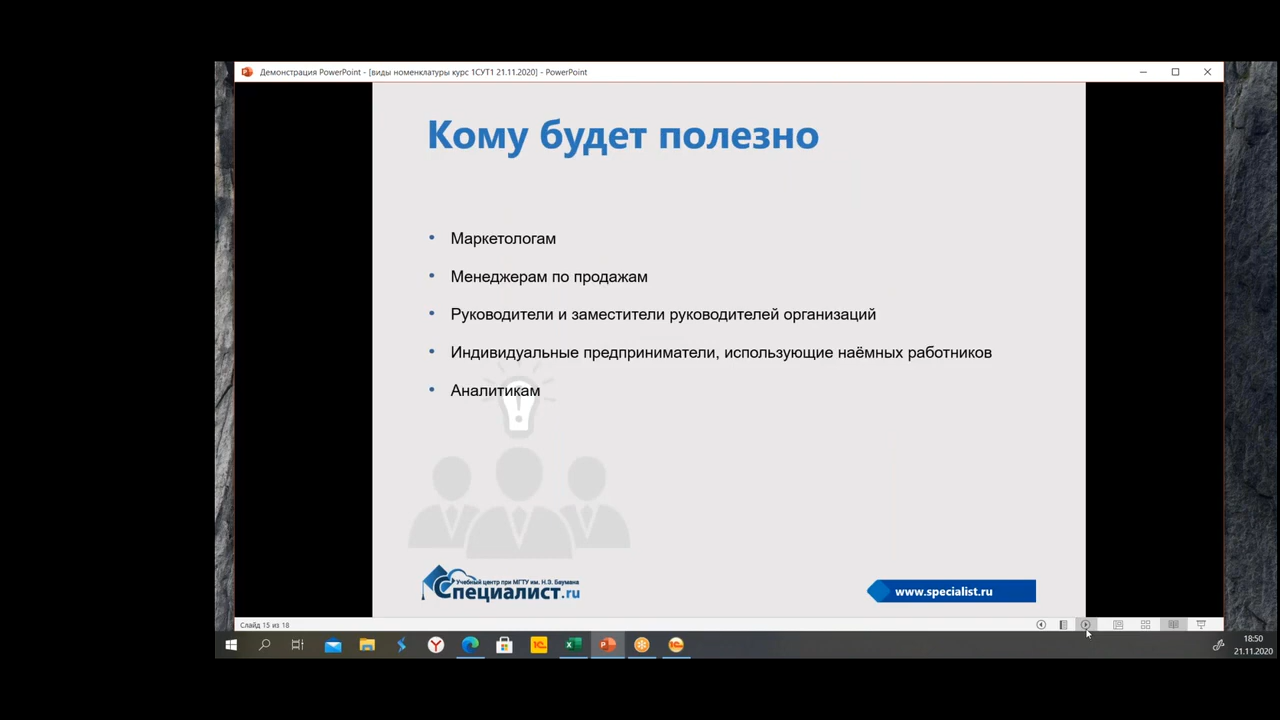 Демонстрация PowerPoint - [виды номенклатуры курс 1СУТ1 21.11.2020] - PowerPoint
Кому будет полезно
• Маркетологам
• Менеджерам по продажам
• Руководители и заместители руководителей организаций
• Индивидуальные предприниматели, использующие наёмных работников
• Аналитикам
Учебный центр при МГТУ им. Н.Э. Баумана
Специалист.ru
www.specialist.ru
Слайд 15 из 18
18:50
21.11.2020